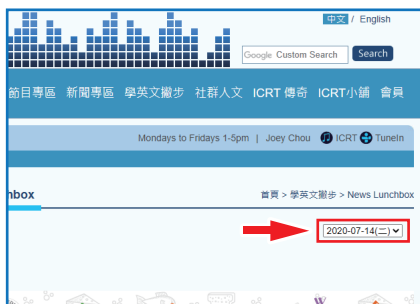 中文 / English
Google Custom Search Search
節目專區 新聞專區 學英文撇步 社群人文 ICRT 傳奇 ICRT小舖 會員
Mondays to Fridays 1-5pm | Joey Chou ICRT TuneIn
首頁 > 學英文撇步 > News Lunchbox
2020-07-14(二)